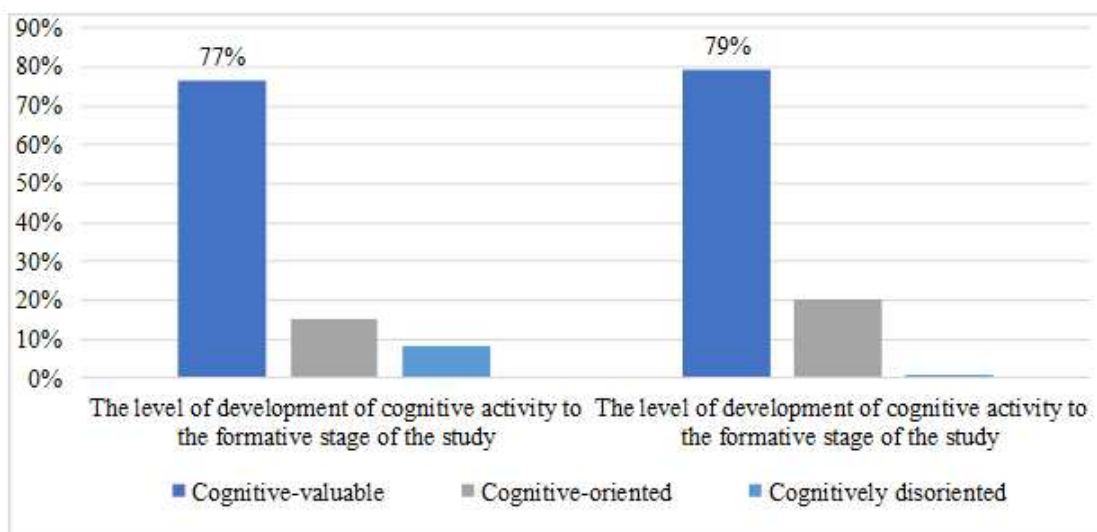 90%
80%
70%
60%
50%
40%
30%
20%
10%
0%
77%
79%
The level of development of cognitive activity to
the formative stage of the study
The level of development of cognitive activity to
the formative stage of the study
Cognitive-valuable
Cognitive-oriented
Cognitively disoriented